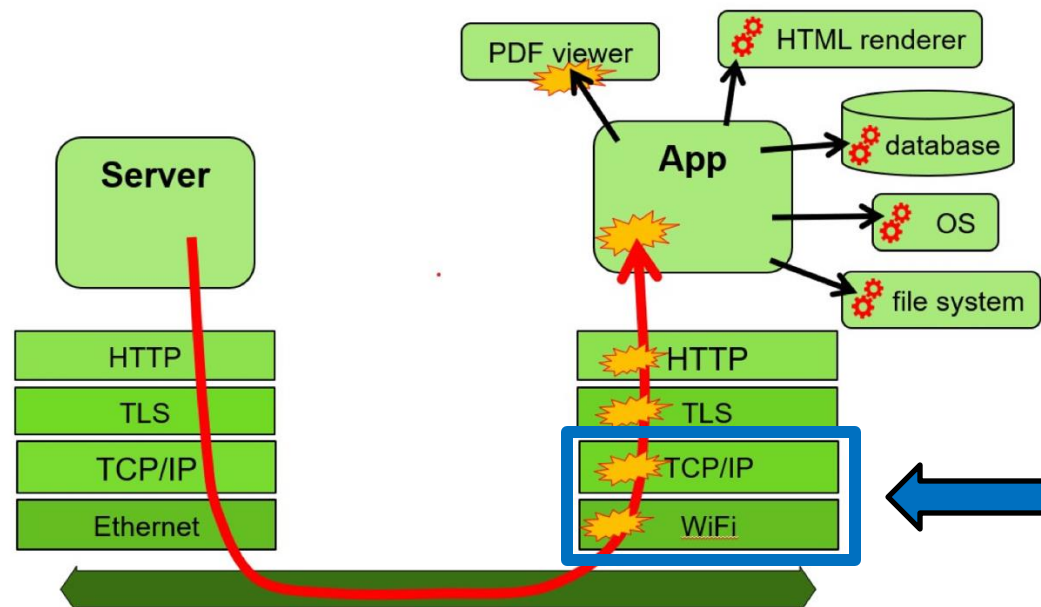 PDF viewer
HTML renderer
Server
App
database
OS
file system
HTTP
HTTP
TLS
TLS
TCP/IP
TCP/IP
Ethernet
WiFi